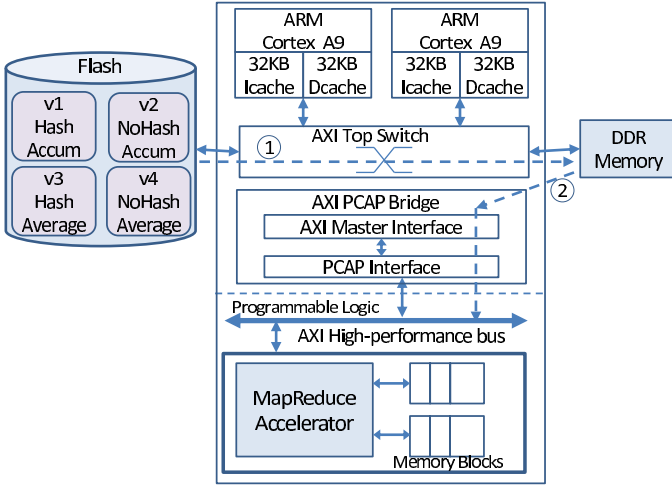 ARM
Cortex A9
32KB
Icache
32KB
Dcache
ARM
Cortex A9
32KB
Icache
32KB
Dcache
Flash
v1
Hash
Accum
v2
NoHash
Accum
v3
Hash
Average
v4
NoHash
Average
AXI Top Switch
1
DDR
Memory
2
AXI PCAP Bridge
AXI Master Interface
PCAP Interface
Programmable Logic
AXI High-performance bus
MapReduce
Accelerator
Memory Blocks